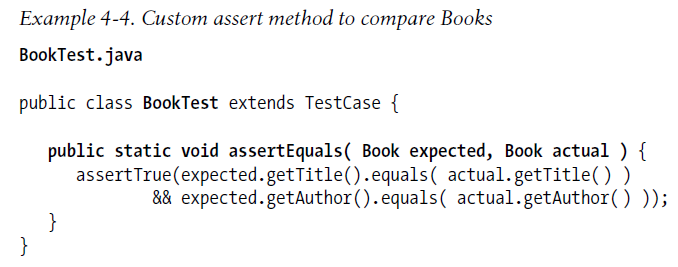 Example 4-4. Custom assert method to compare Books
BookTest.java
public class BookTest extends TestCase {
public static void assertEquals( Book expected, Book actual ) {
assertTrue(expected.getTitle().equals( actual.getTitle() )
&& expected.getAuthor().equals( actual.getAuthor() ));
}
}